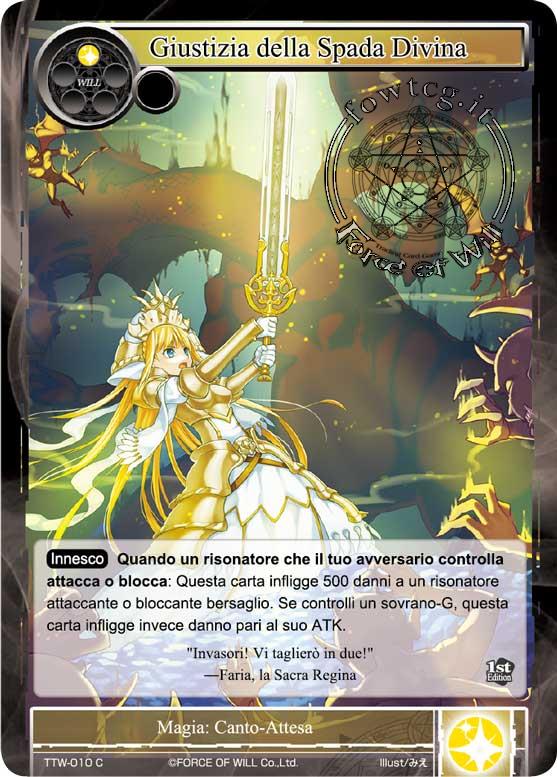 Giustizia della Spada Divina
WILL
fowtcg.it
Trading Card Game
Force of Will
Innesco Quando un risonatore che il tuo avversario controlla
attacca o blocca: Questa carta infligge 500 danni a un risonatore
attaccante o bloccante bersaglio. Se controlli un sovrano-G, questa
carta infligge invece danno pari al suo ATK.
"Invasori! Vi taglierò in due!"
—Faria, la Sacra Regina
1st
Edition
Magia: Canto-Attesa
TTW-010 C ©FORCE OF WILL Co.,Ltd. Illust/みえ